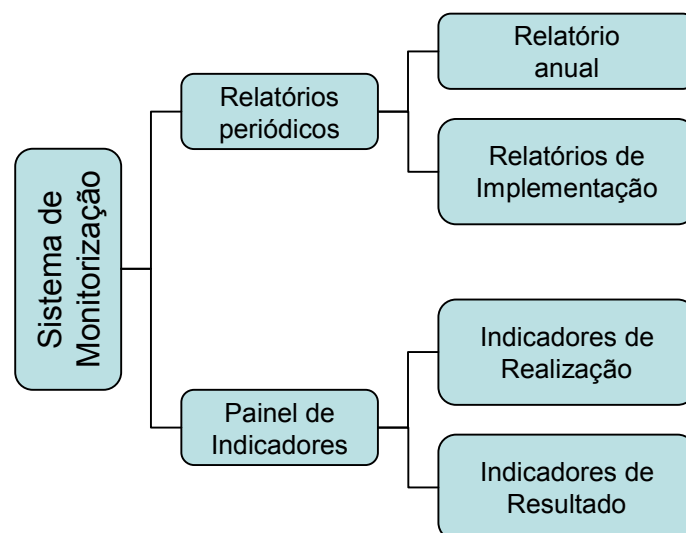 Sistema de
Monitorização
Relatórios
periódicos
Relatório
anual
Relatórios de
Implementação
Painel de
Indicadores
Indicadores de
Realização
Indicadores de
Resultado